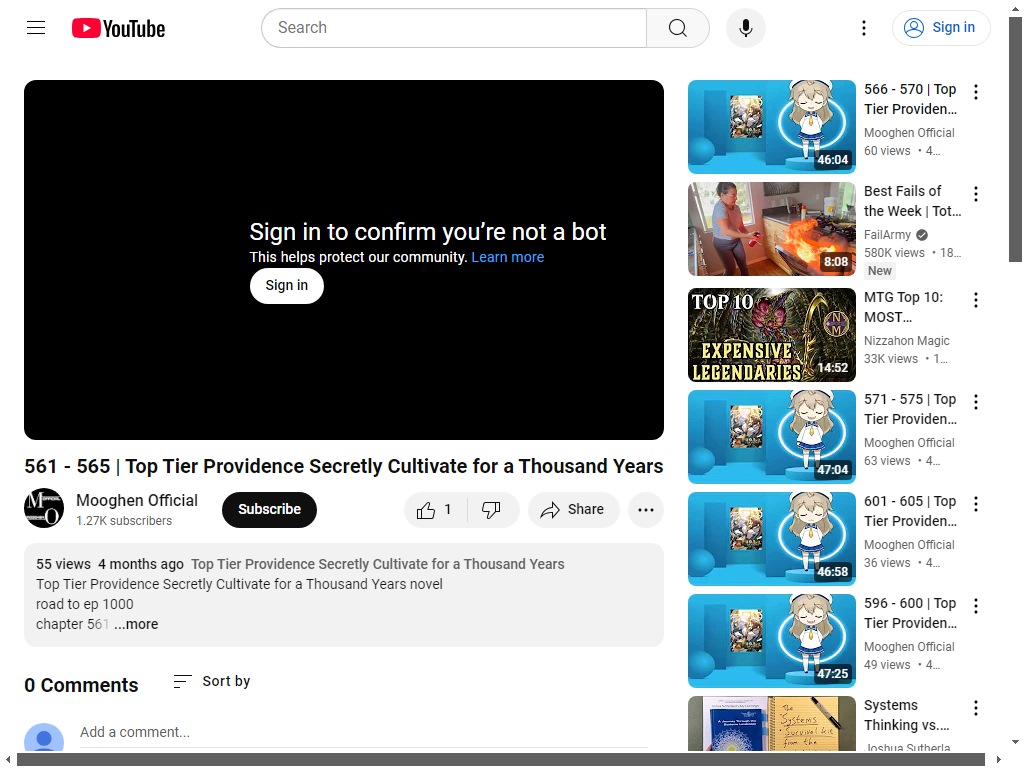 YouTube
Search
Sign in
Sign in to confirm you’re not a bot
This helps protect our community. Learn more
Sign in
561 - 565 | Top Tier Providence Secretly Cultivate for a Thousand Years
Mooghen Official
1.27K subscribers
Subscribe
1
Share
55 views 4 months ago Top Tier Providence Secretly Cultivate for a Thousand Years
Top Tier Providence Secretly Cultivate for a Thousand Years novel
road to ep 1000
chapter 561 ...more
0 Comments
Sort by
Add a comment...
46:04
566 - 570 | Top
Tier Providen...
Mooghen Official
60 views • 4...
8:08
Best Fails of
the Week | Tot...
FailArmy
580K views • 18...
New
TOP 10
EXPENSIVE
LEGENDARIES
NM
14:52
MTG Top 10:
MOST...
Nizzahon Magic
33K views • 1...
47:04
571 - 575 | Top
Tier Providen...
Mooghen Official
63 views • 4...
46:58
601 - 605 | Top
Tier Providen...
Mooghen Official
36 views • 4...
47:25
596 - 600 | Top
Tier Providen...
Mooghen Official
49 views • 4...
The
"Systems
Survival kit
from the
Systems
Thinking vs....
Joshua Sutherla